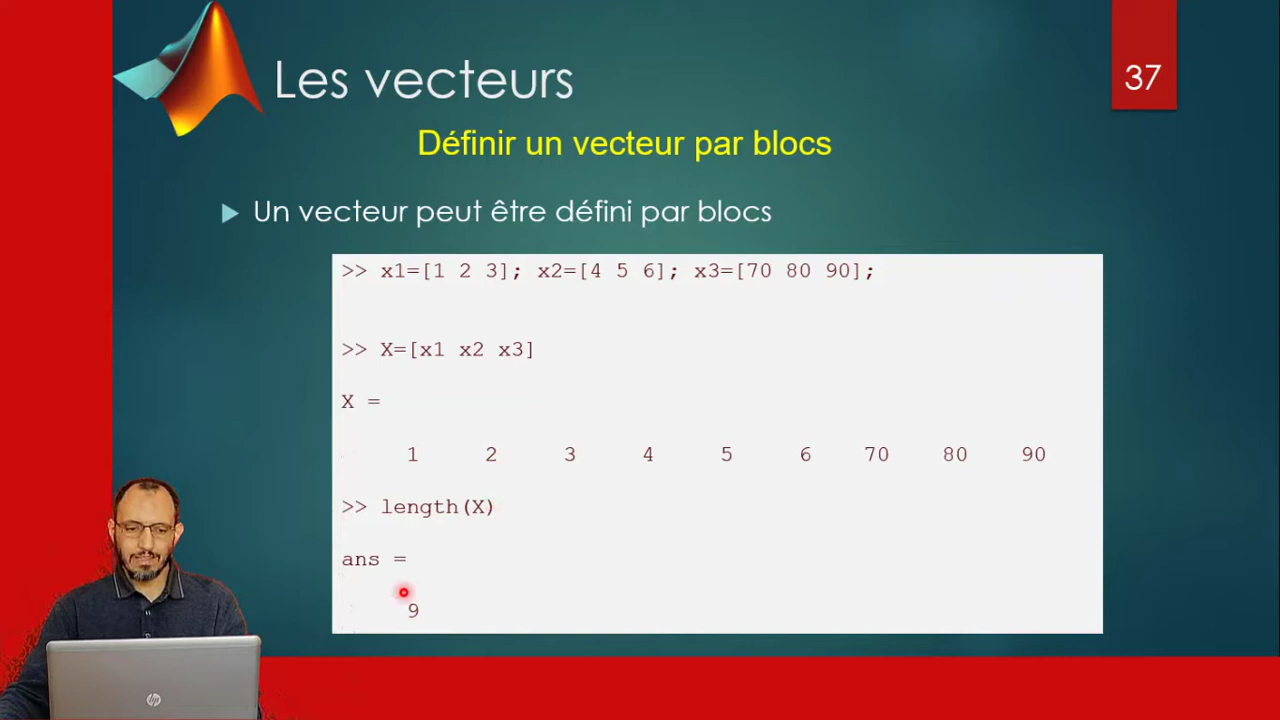 Les vecteurs
37
Définir un vecteur par blocs
Un vecteur peut être défini par blocs
>> x1=[1 2 3]; x2=[4 5 6]; x3=[70 80 90];
>> X=[x1 x2 x3]
X =
1 2 3 4 5 6 70 80 90
>> length(X)
ans =
9
hp